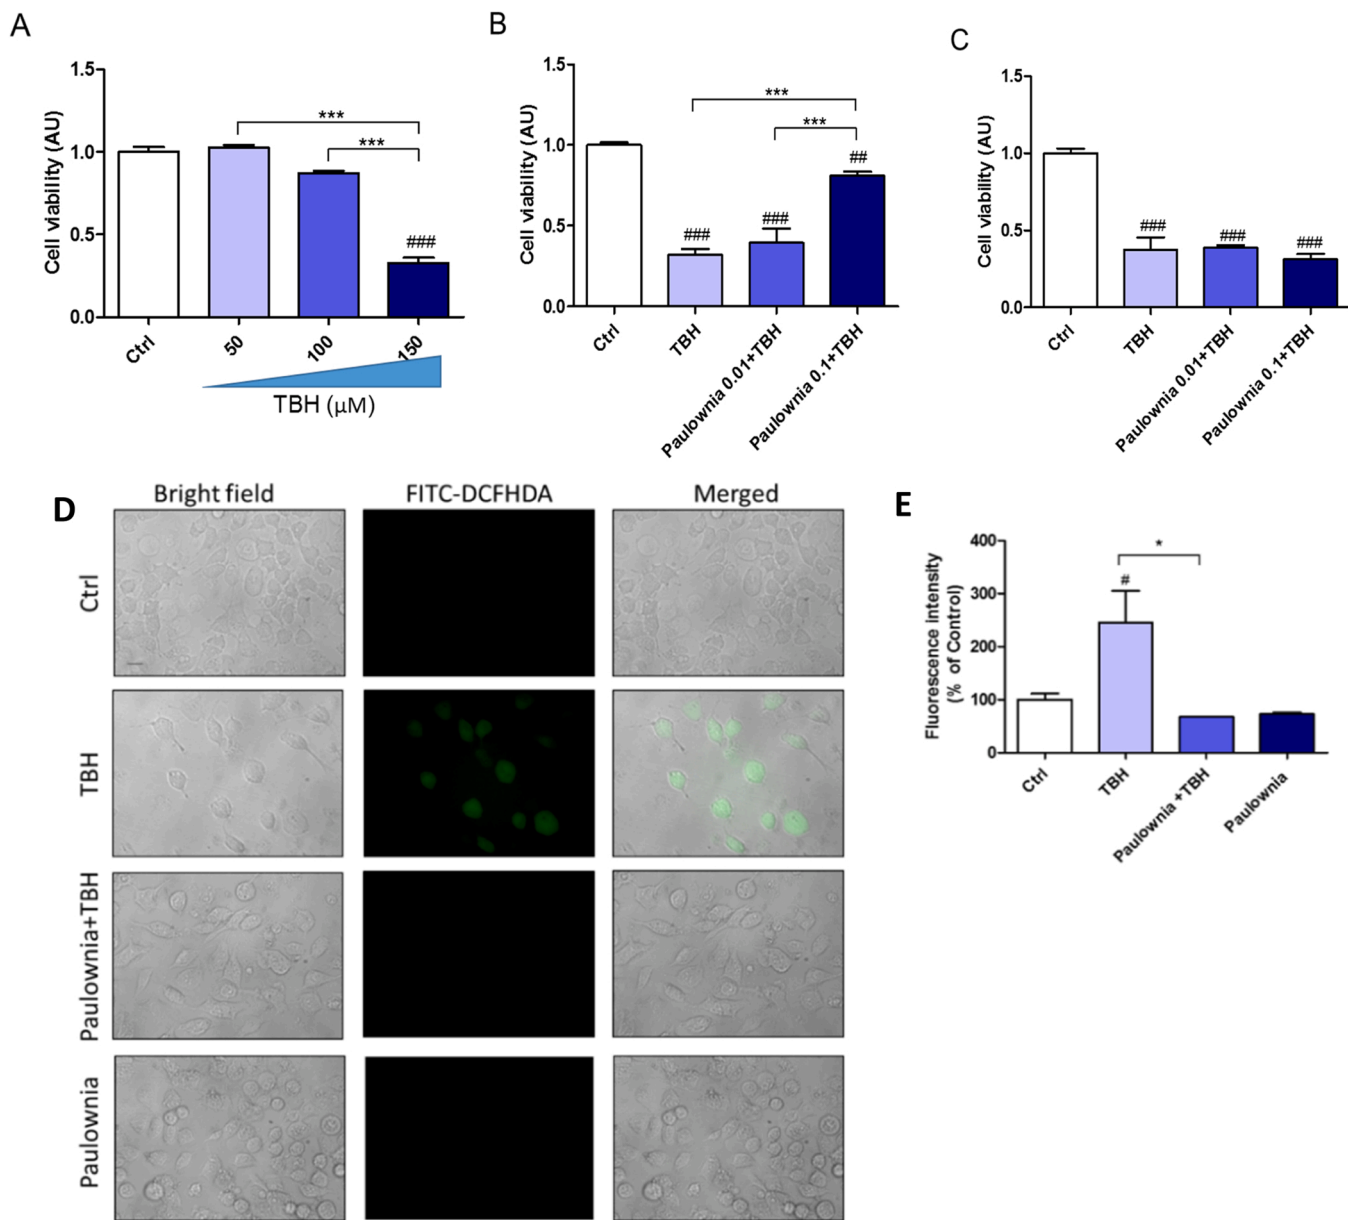 A
Cell viability (AU)
1.5
1.0
0.5
0.0
***
***
###
Ctrl
50
100
150
TBH (μM)
B
Cell viability (AU)
1.5
1.0
0.5
0.0
***
***
###
###
##
Ctrl
TBH
Paulownia 0.01+TBH
Paulownia 0.1+TBH
C
Cell viability (AU)
1.5
1.0
0.5
0.0
###
###
###
Ctrl
TBH
Paulownia 0.01+TBH
Paulownia 0.1+TBH
D
Bright field
FITC-DCFHDA
Merged
Ctrl
TBH
Paulownia+TBH
Paulownia
E
Fluorescence intensity
(% of Control)
400
300
200
100
0
*
#
Ctrl
TBH
Paulownia +TBH
Paulownia